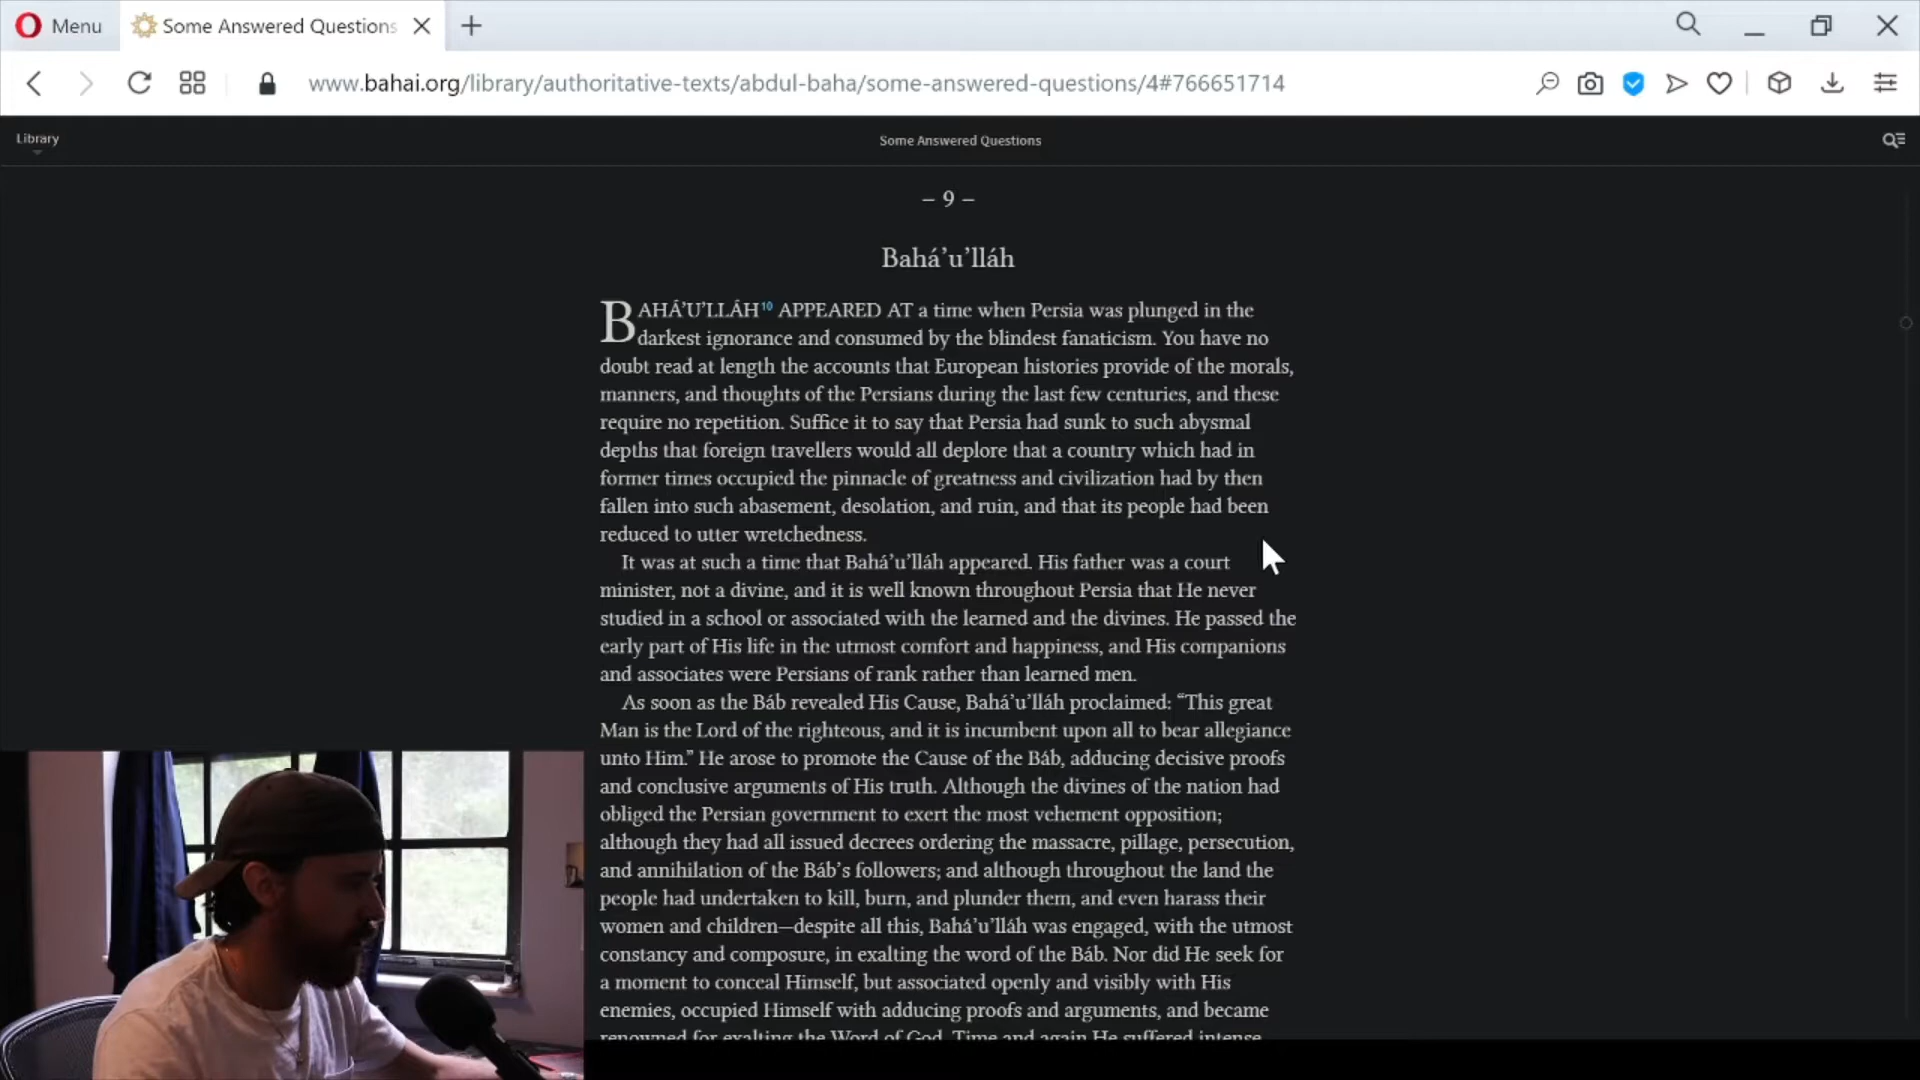 Menu
Some Answered Questions
www.bahai.org/library/authoritative-texts/abdul-baha/some-answered-questions/4#766651714
Library
Some Answered Questions
– 9 –
Bahá’u’lláh
BAHÁ’U’LLÁH10 APPEARED AT a time when Persia was plunged in the
darkest ignorance and consumed by the blindest fanaticism. You have no
doubt read at length the accounts that European histories provide of the morals,
manners, and thoughts of the Persians during the last few centuries, and these
require no repetition. Suffice it to say that Persia had sunk to such abysmal
depths that foreign travellers would all deplore that a country which had in
former times occupied the pinnacle of greatness and civilization had by then
fallen into such abasement, desolation, and ruin, and that its people had been
reduced to utter wretchedness.
It was at such a time that Bahá’u’lláh appeared. His father was a court
minister, not a divine, and it is well known throughout Persia that He never
studied in a school or associated with the learned and the divines. He passed the
early part of His life in the utmost comfort and happiness, and His companions
and associates were Persians of rank rather than learned men.
As soon as the Báb revealed His Cause, Bahá’u’lláh proclaimed: “This great
Man is the Lord of the righteous, and it is incumbent upon all to bear allegiance
unto Him.” He arose to promote the Cause of the Báb, adducing decisive proofs
and conclusive arguments of His truth. Although the divines of the nation had
obliged the Persian government to exert the most vehement opposition;
although they had all issued decrees ordering the massacre, pillage, persecution,
and annihilation of the Báb’s followers; and although throughout the land the
people had undertaken to kill, burn, and plunder them, and even harass their
women and children—despite all this, Bahá’u’lláh was engaged, with the utmost
constancy and composure, in exalting the word of the Báb. Nor did He seek for
a moment to conceal Himself, but associated openly and visibly with His
enemies, occupied Himself with adducing proofs and arguments, and became
renowned for exalting the Word of God. Time and again He suffered intense